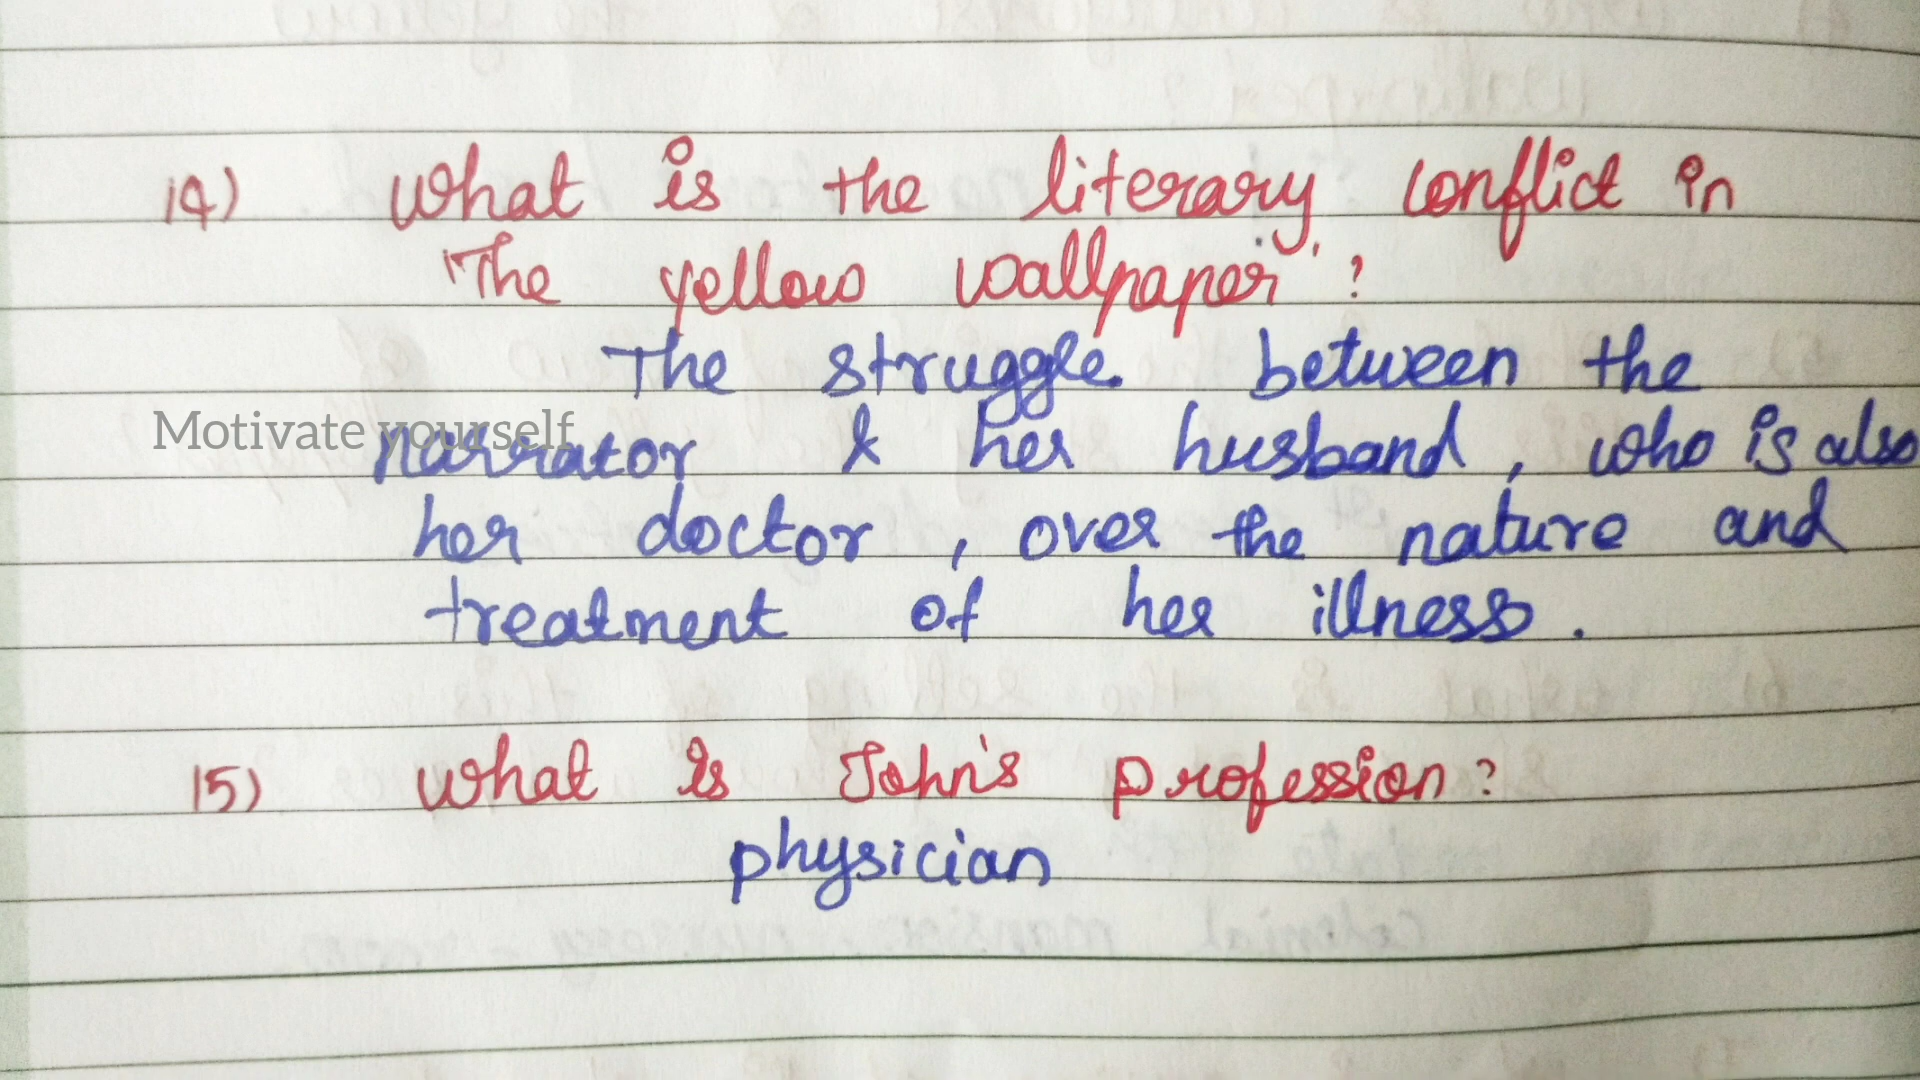 14) What is the literary conflict in
'The yellow wallpaper'?
The struggle between the
Motivate yourself
narrator & her husband, who is also
her doctor, over the nature and
treatment of her illness.
15) What is John's profession?
physician